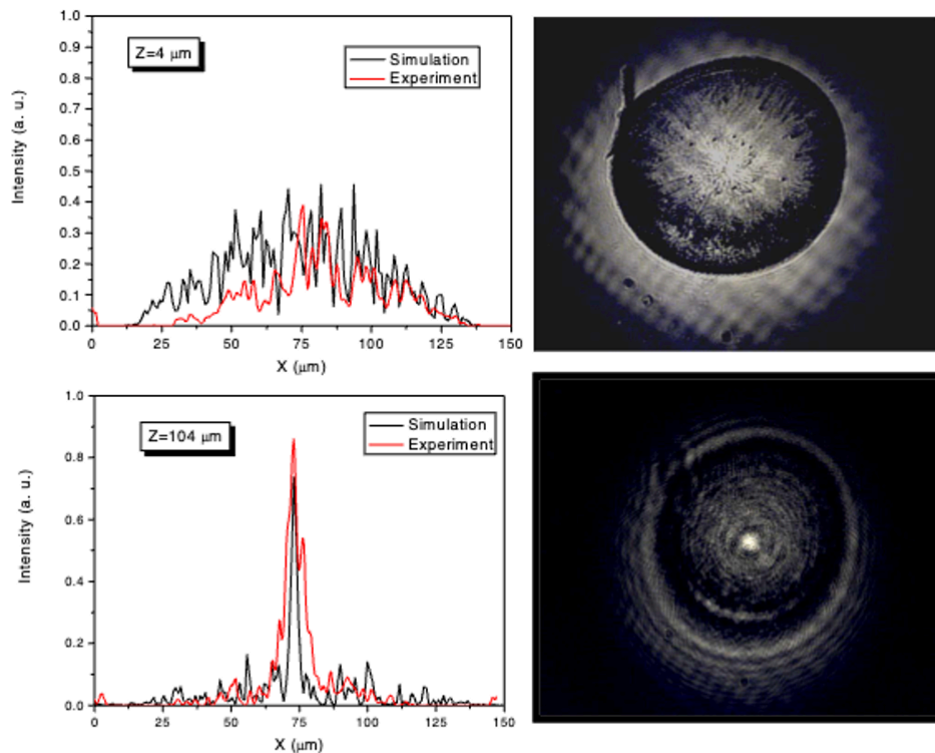 1.0
0.9
0.8
0.7
0.6
0.5
0.4
0.3
0.2
0.1
0.0
Intensity (a. u.)
Z=4 μm
Simulation
Experiment
0 25 50 75 100 125 150
X (μm)
1.0
0.8
0.6
0.4
0.2
0.0
Intensity (a. u.)
Z=104 μm
Simulation
Experiment
0 25 50 75 100 125 150
X (μm)